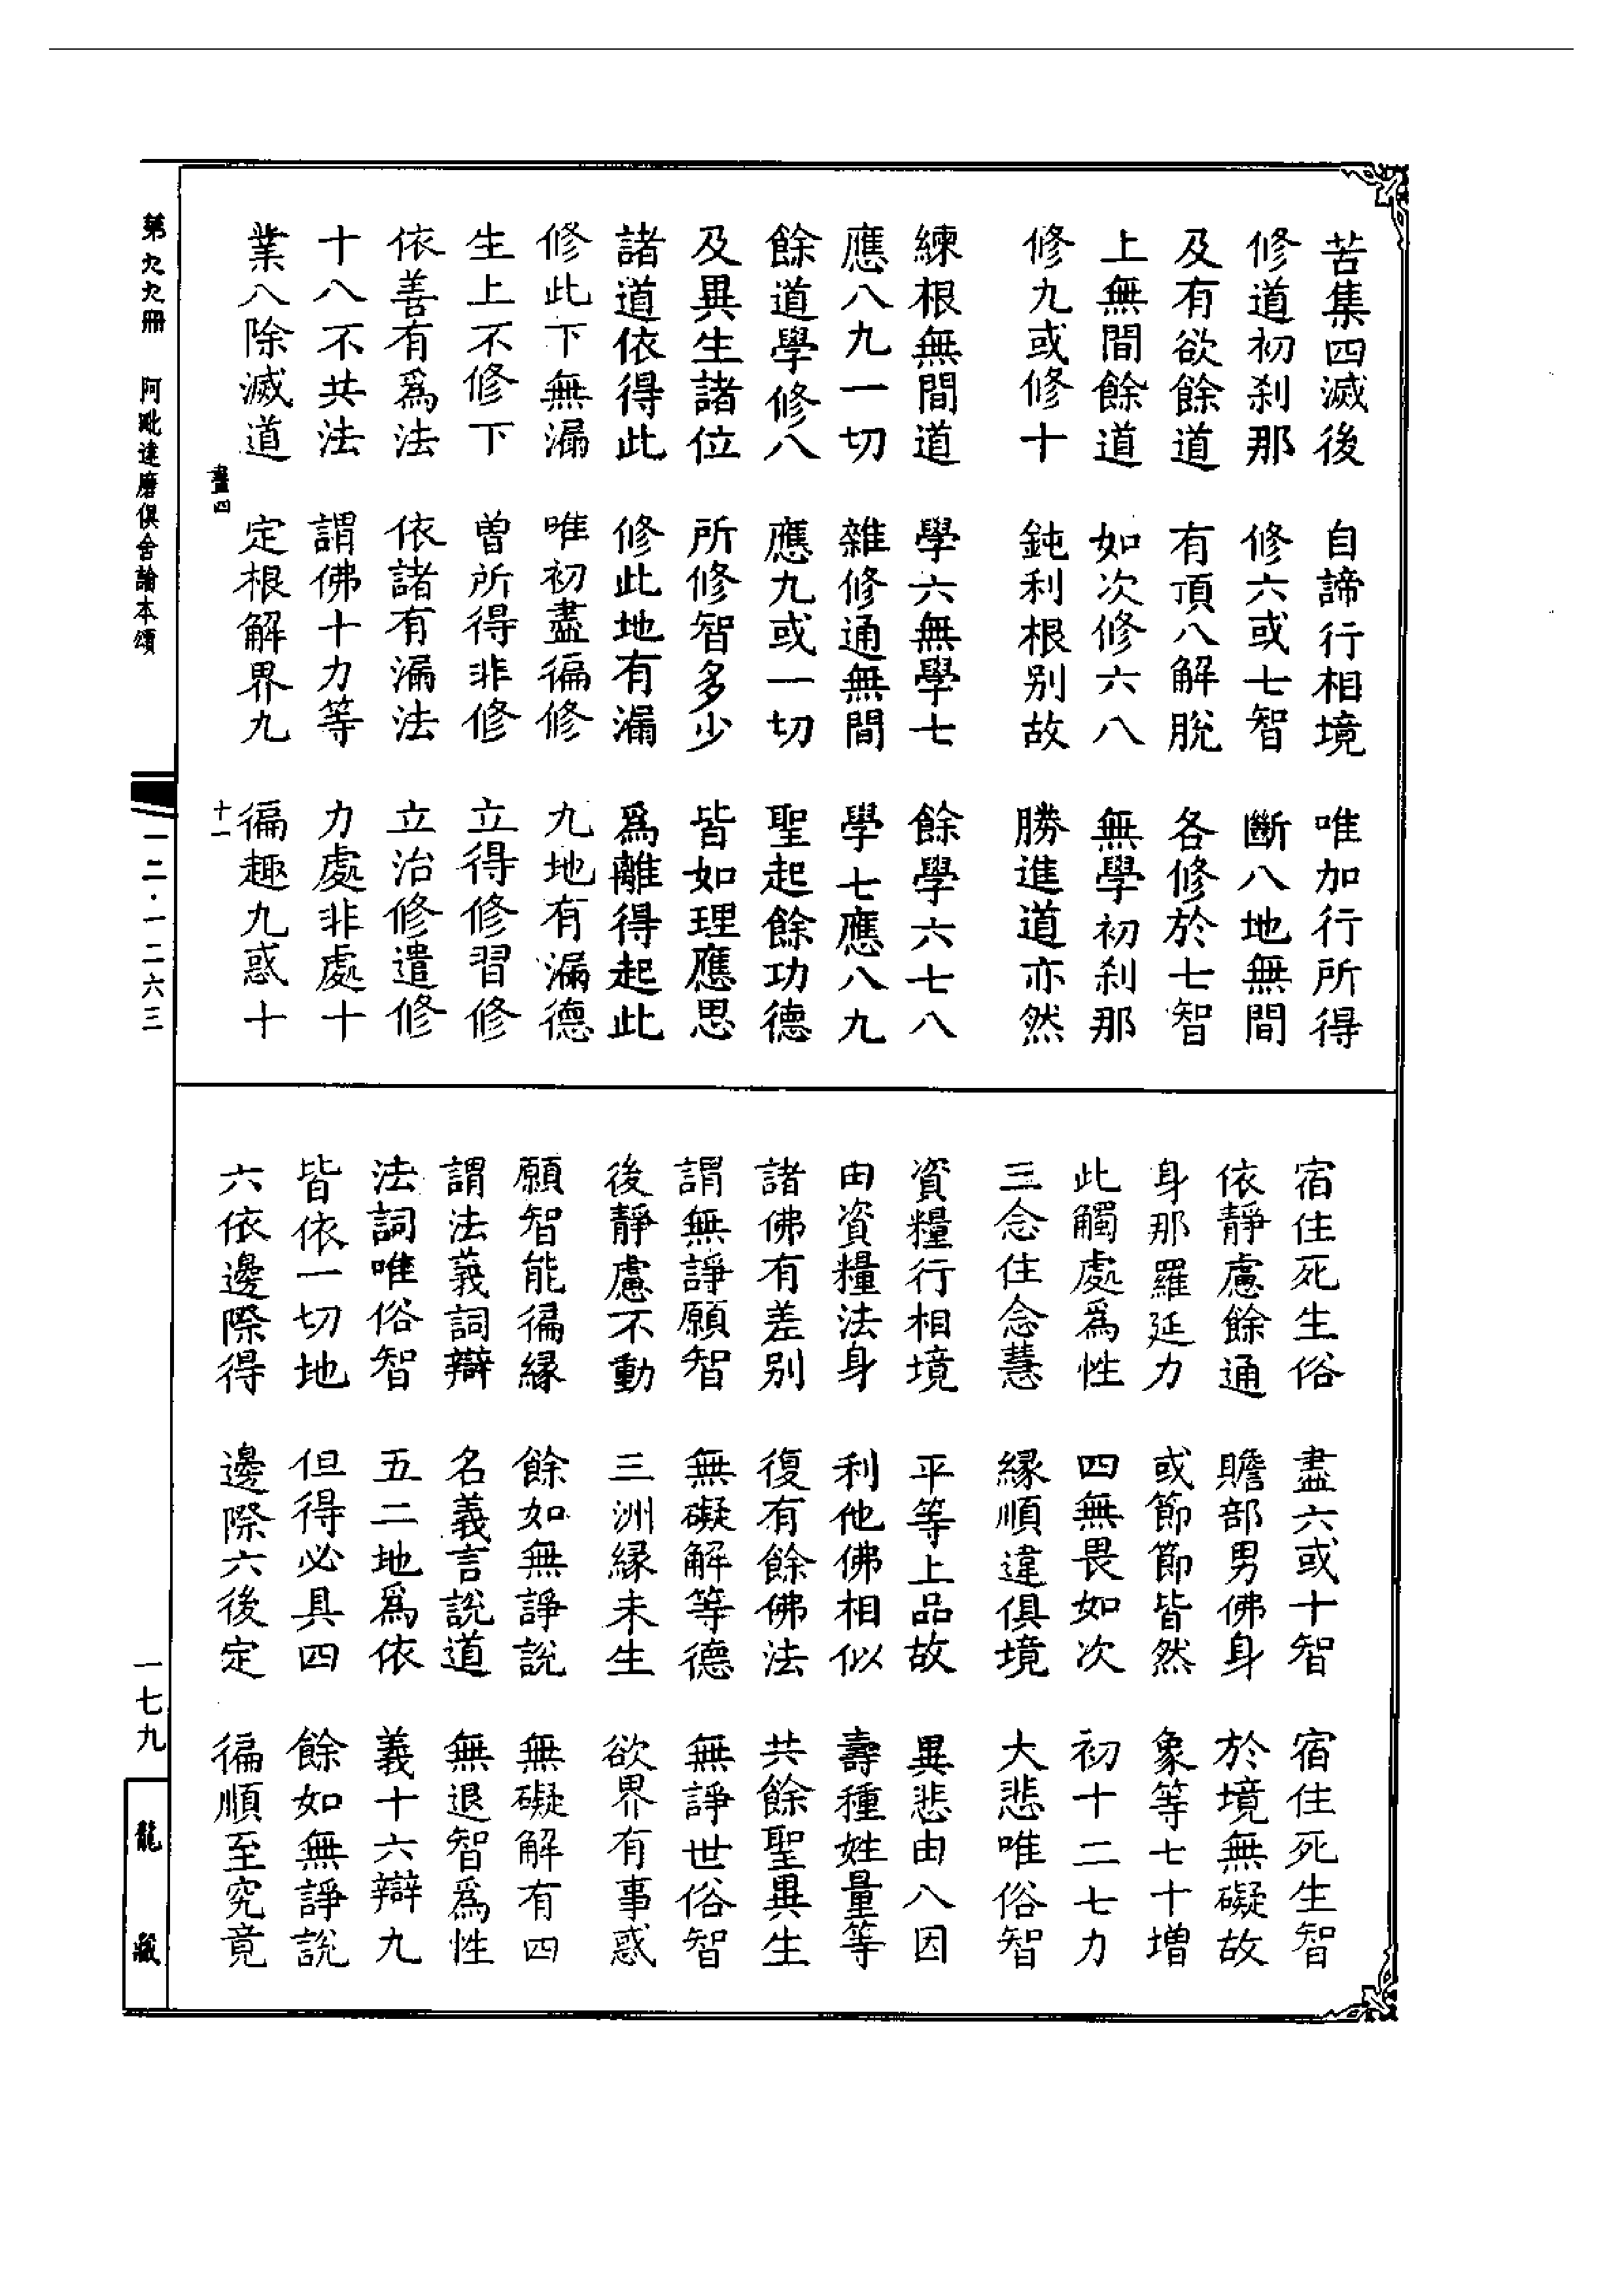 苦集四滅後　自諦行相境　唯加行所得
修道初刹那　修六或七智　斷八地無間
及有欲餘道　有頂八解脫　各修於七智
上無間餘道　如次修六八　無學初刹那
修九或修十　鈍利根別故　勝進道亦然
練根無間道　學六無學七　餘學六七八
應八九一切　雜修通無間　學七應八九
餘道學修八　應九或一切　聖起餘功德
及異生諸位　所修智多少　皆如理應思
諸道依得此　修此地有漏　爲離得起此
修此下無漏　唯初盡徧修　九地有漏德
生上不修下　曾所得非修　立得修習修
依善有爲法　依諸有漏法　立治修遣修
十八不共法　謂佛十力等　力處非處十
業八除滅道　定根解界九　徧趣九惑十
畫四　十一
宿住死生俗　盡六或十智　宿住死生智
依靜慮餘通　贍部男佛身　於境無礙故
身那羅延力　或節節皆然　象等七十增
此觸處爲性　四無畏如次　初十二七力
三念住念慧　緣順違俱境　大悲唯俗智
資糧行相境　平等上品故　異悲由八因
由資糧法身　利他佛相似　壽種姓量等
諸佛有差別　復有餘佛法　共餘聖異生
謂無諍願智　無礙解等德　無諍世俗智
後靜慮不動　三洲緣未生　欲界有事惑
願智能徧緣　餘如無諍說　無礙解有四
謂法義詞辯　名義言說道　無退智爲性
法詞唯俗智　五二地爲依　義十六辯九
皆依一切地　但得必具四　餘如無諍說
六依邊際得　邊際六後定　徧順至究竟
第九九冊　阿毗達磨俱舍論本頌　一二·一二六三　一七九　龍藏